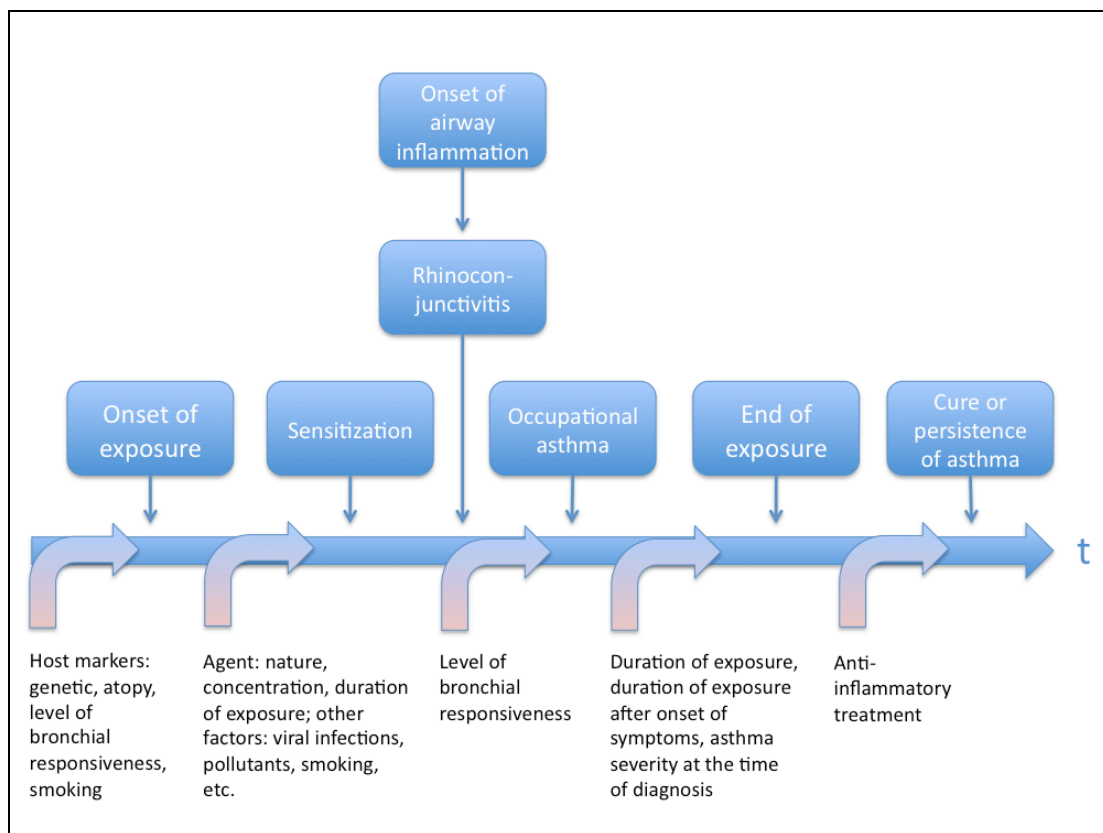 Onset of
airway
inflammation
Rhinocon-
junctivitis
Onset of
exposure
Sensitization
Occupational
asthma
End of
exposure
Cure or
persistence
of asthma
t
Host markers:
genetic, atopy,
level of
bronchial
responsiveness,
smoking
Agent: nature,
concentration, duration
of exposure; other
factors: viral infections,
pollutants, smoking,
etc.
Level of
bronchial
responsiveness
Duration of exposure,
duration of exposure
after onset of
symptoms, asthma
severity at the time
of diagnosis
Anti-
inflammatory
treatment